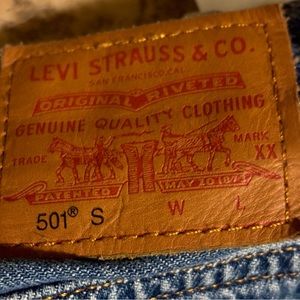 LEVI STRAUSS & CO.
SAN FRANCISCO, CAL.
ORIGINAL RIVETED
GENUINE QUALITY CLOTHING
TRADE MARK
XX
PATENTED MAY 20 1873
501® S W L